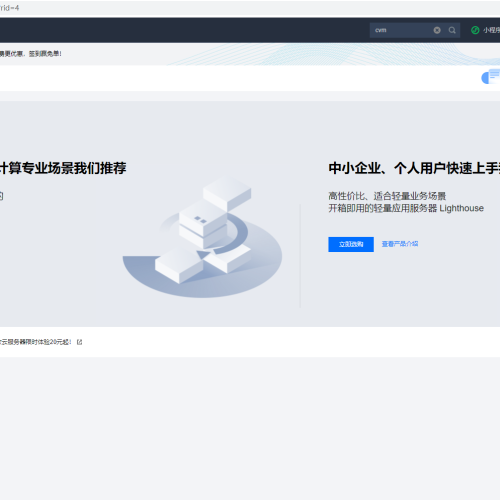 rid=4
cvm
小程序
需更优惠、签到跟免单！
计算专业场景我们推荐
的
中小企业、个人用户快速上手
高性价比、适合轻量业务场景
开箱即用的轻量应用服务器 Lighthouse
立即选购
查看产品介绍
云服务器限时体验20元起！